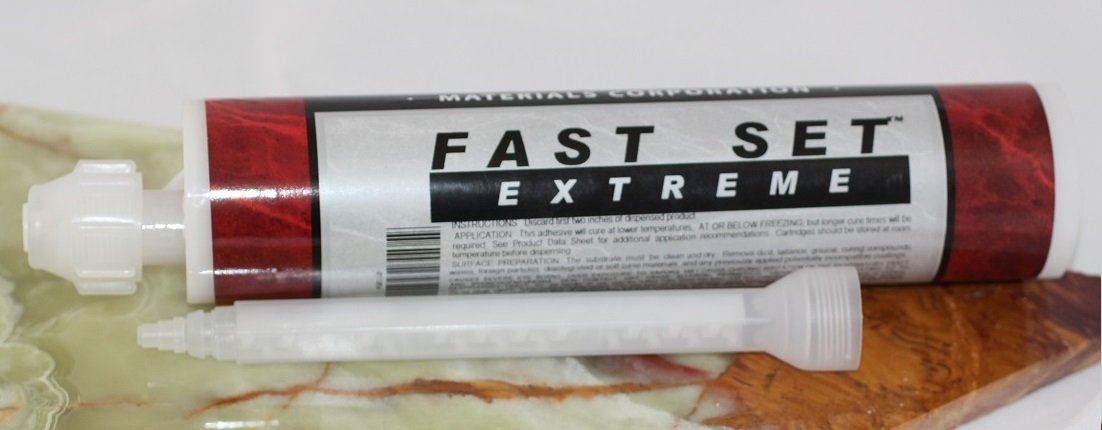 MATERIALS CORPORATION
FAST SET™
EXTREME
INSTRUCTIONS: Discard first two inches of dispensed product
APPLICATION: This adhesive will cure at lower temperatures, AT OR BELOW FREEZING, but longer cure times will be
required. See Product Data Sheet for additional application recommendations. Cartridges should be stored at room
temperature before dispensing
SURFACE PREPARATION: The substrate must be clean and dry. Remove dust, laitance, grease, curing compounds,